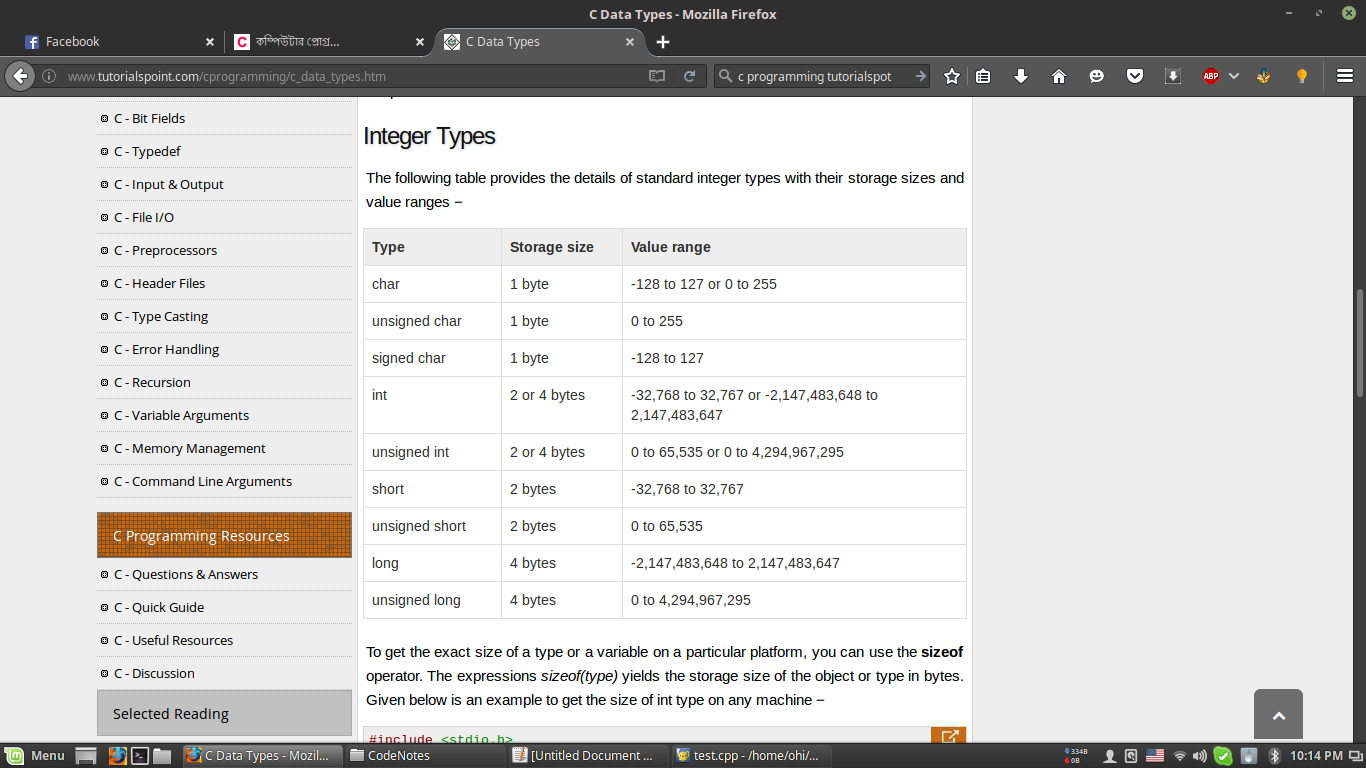 C Data Types - Mozilla Firefox
Facebook
কম্পিউটার প্রোগ্র...
C Data Types
www.tutorialspoint.com/cprogramming/c_data_types.htm
c programming tutorialspot
ABP
C - Bit Fields
C - Typedef
C - Input & Output
C - File I/O
C - Preprocessors
C - Header Files
C - Type Casting
C - Error Handling
C - Recursion
C - Variable Arguments
C - Memory Management
C - Command Line Arguments
C Programming Resources
C - Questions & Answers
C - Quick Guide
C - Useful Resources
C - Discussion
Selected Reading
Integer Types
The following table provides the details of standard integer types with their storage sizes and
value ranges −
Type Storage size Value range
char 1 byte -128 to 127 or 0 to 255
unsigned char 1 byte 0 to 255
signed char 1 byte -128 to 127
int 2 or 4 bytes -32,768 to 32,767 or -2,147,483,648 to
2,147,483,647
unsigned int 2 or 4 bytes 0 to 65,535 or 0 to 4,294,967,295
short 2 bytes -32,768 to 32,767
unsigned short 2 bytes 0 to 65,535
long 4 bytes -2,147,483,648 to 2,147,483,647
unsigned long 4 bytes 0 to 4,294,967,295
To get the exact size of a type or a variable on a particular platform, you can use the sizeof
operator. The expressions sizeof(type) yields the storage size of the object or type in bytes.
Given below is an example to get the size of int type on any machine −
#include <stdio.h>
Menu
C Data Types - Mozil...
CodeNotes
[Untitled Document ...
test.cpp - /home/ohi/...
334B
0B
10:14 PM